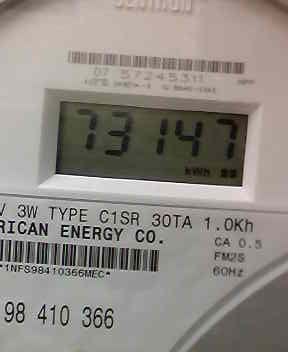 CENTRON
07 57245311
73147
kWh
V 3W TYPE C1SR 30TA 1.0Kh
RICAN ENERGY CO.
CA 0.5
FM2S
*1NFS98410366MEC*
60Hz
98 410 366